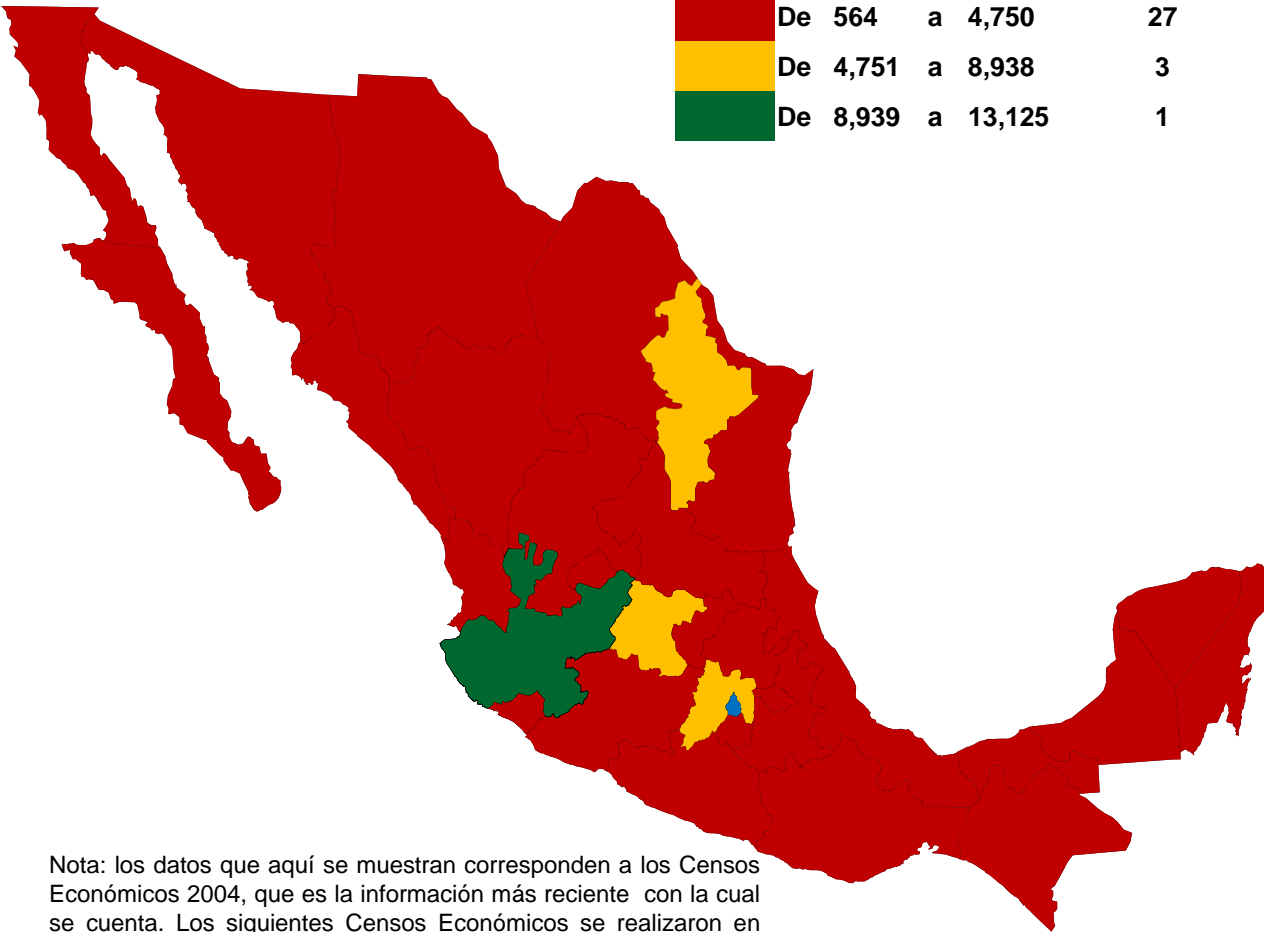 De 564 a 4,750 27
De 4,751 a 8,938 3
De 8,939 a 13,125 1
Nota: los datos que aquí se muestran corresponden a los Censos
Económicos 2004, que es la información más reciente con la cual
se cuenta. Los siguientes Censos Económicos se realizaron en